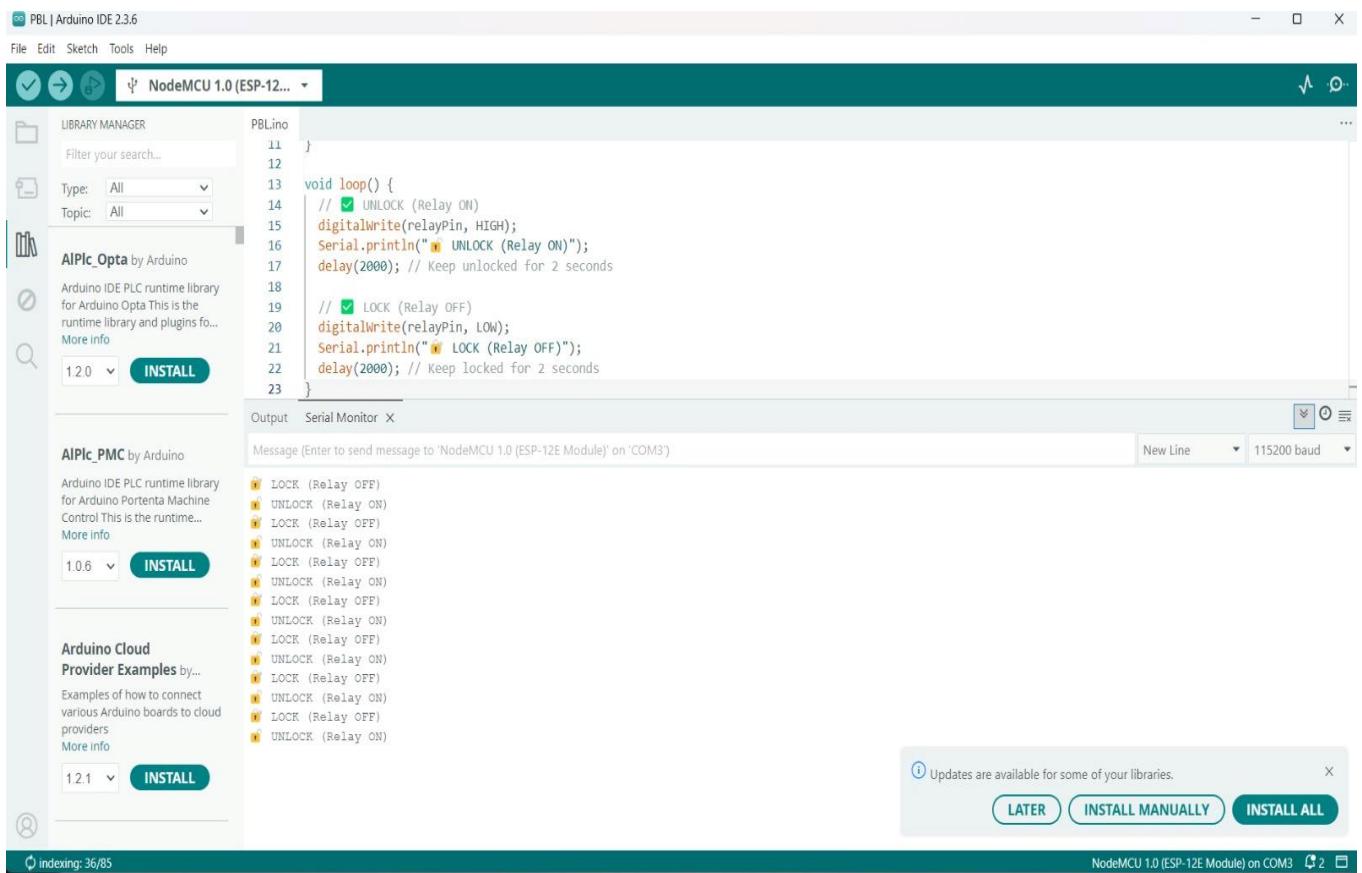 PBL | Arduino IDE 2.3.6
File Edit Sketch Tools Help
NodeMCU 1.0 (ESP-12...
LIBRARY MANAGER
Filter your search...
Type: All
Topic: All
AlPlc_Opta by Arduino
Arduino IDE PLC runtime library
for Arduino Opta This is the
runtime library and plugins fo...
More info
1.2.0 INSTALL
AlPlc_PMC by Arduino
Arduino IDE PLC runtime library
for Arduino Portenta Machine
Control This is the runtime...
More info
1.0.6 INSTALL
Arduino Cloud
Provider Examples by...
Examples of how to connect
various Arduino boards to cloud
providers
More info
1.2.1 INSTALL
PBL.ino
11 }
12
13 void loop() {
14 // ✅ UNLOCK (Relay ON)
15 digitalWrite(relayPin, HIGH);
16 Serial.println("🔓 UNLOCK (Relay ON)");
17 delay(2000); // Keep unlocked for 2 seconds
18
19 // ✅ LOCK (Relay OFF)
20 digitalWrite(relayPin, LOW);
21 Serial.println("🔐 LOCK (Relay OFF)");
22 delay(2000); // Keep locked for 2 seconds
23 }
Output Serial Monitor X
Message (Enter to send message to 'NodeMCU 1.0 (ESP-12E Module)' on 'COM3')
New Line 115200 baud
🔐 LOCK (Relay OFF)
🔓 UNLOCK (Relay ON)
🔐 LOCK (Relay OFF)
🔓 UNLOCK (Relay ON)
🔐 LOCK (Relay OFF)
🔓 UNLOCK (Relay ON)
🔐 LOCK (Relay OFF)
🔓 UNLOCK (Relay ON)
🔐 LOCK (Relay OFF)
🔓 UNLOCK (Relay ON)
🔐 LOCK (Relay OFF)
🔓 UNLOCK (Relay ON)
🔐 LOCK (Relay OFF)
🔓 UNLOCK (Relay ON)
Updates are available for some of your libraries.
LATER INSTALL MANUALLY INSTALL ALL
indexing: 36/85
NodeMCU 1.0 (ESP-12E Module) on COM3 2